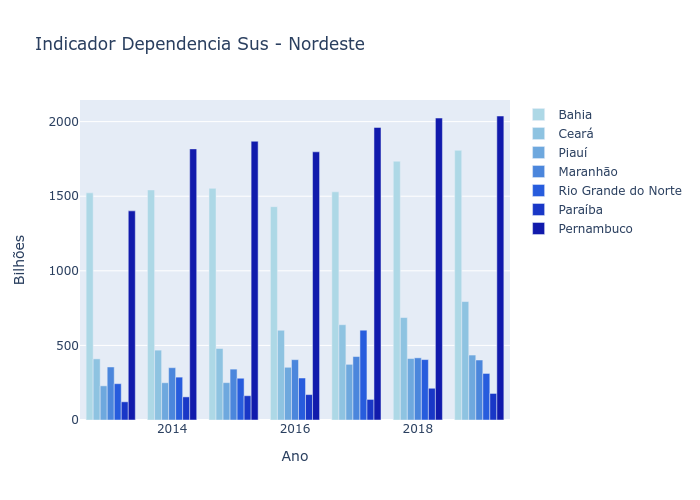 Indicador Dependencia Sus - Nordeste
Bilhões
2000
1500
1000
500
0
2014
2016
2018
Ano
Bahia
Ceará
Piauí
Maranhão
Rio Grande do Norte
Paraíba
Pernambuco